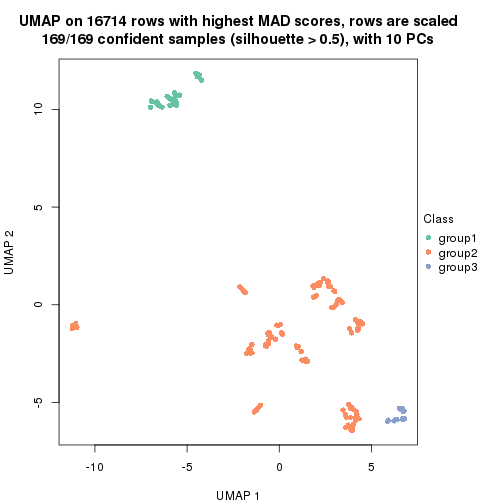 UMAP on 16714 rows with highest MAD scores, rows are scaled
169/169 confident samples (silhouette > 0.5), with 10 PCs
10
5
0
-5
UMAP 2
-10
-5
0
5
UMAP 1
Class
group1
group2
group3